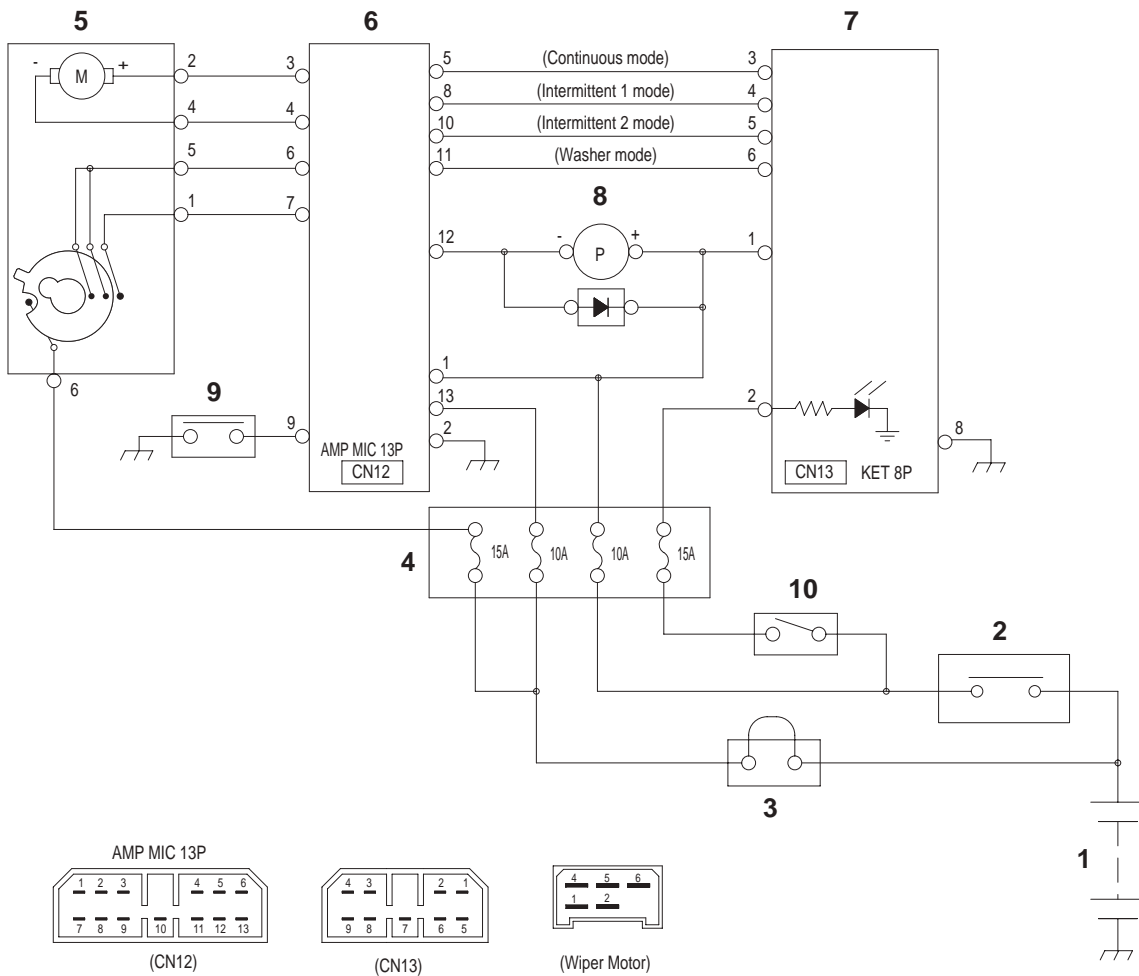 5 6 7
- M + 2 3 5 (Continuous mode) 3
8 (Intermittent 1 mode) 4
4 4 10 (Intermittent 2 mode) 5
5 6 11 (Washer mode) 6
8
1 7
12 - P + 1
1
6 9 13 2
9 2 8
AMP MIC 13P
CN12 CN13 KET 8P
4 15A 10A 10A 15A
10
2
3
1
AMP MIC 13P
1 2 3 4 5 6
7 8 9 10 11 12 13
(CN12)
4 3 2 1
9 8 7 6 5
(CN13)
4 5 6
1 2
(Wiper Motor)